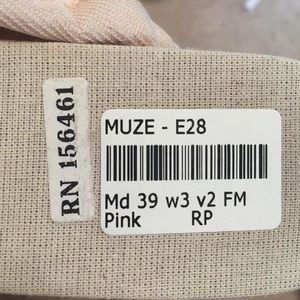 RN 156461
MUZE - E28
Md 39 w3 v2 FM
Pink RP